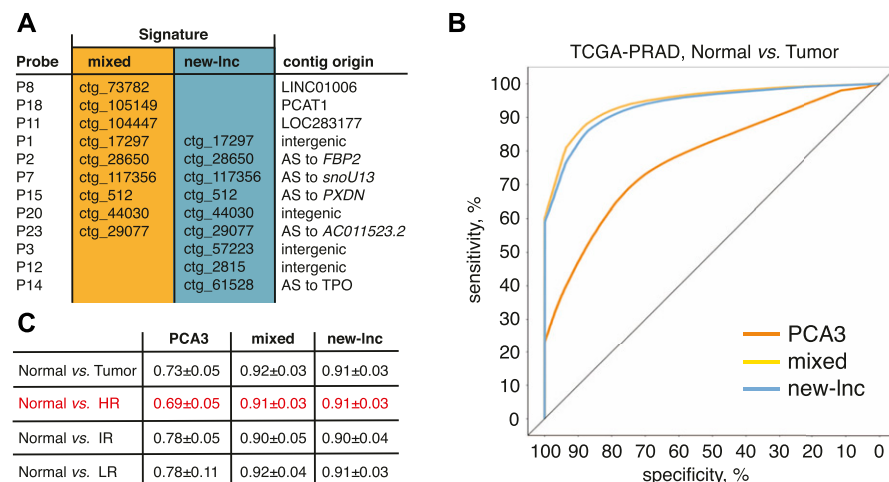 A
Signature
Probe mixed new-lnc contig origin
P8 ctg_73782 LINC01006
P18 ctg_105149 PCAT1
P11 ctg_104447 LOC283177
P1 ctg_17297 ctg_17297 intergenic
P2 ctg_28650 ctg_28650 AS to FBP2
P7 ctg_117356 ctg_117356 AS to snoU13
P15 ctg_512 ctg_512 AS to PXDN
P20 ctg_44030 ctg_44030 integenic
P23 ctg_29077 ctg_29077 AS to AC011523.2
P3 ctg_57223 intergenic
P12 ctg_2815 intergenic
P14 ctg_61528 AS to TPO
C
PCA3 mixed new-lnc
Normal vs. Tumor 0.73±0.05 0.92±0.03 0.91±0.03
Normal vs. HR 0.69±0.05 0.91±0.03 0.91±0.03
Normal vs. IR 0.78±0.05 0.90±0.05 0.90±0.04
Normal vs. LR 0.78±0.11 0.92±0.04 0.91±0.03
B
TCGA-PRAD, Normal vs. Tumor
sensitivity, %
100
90
80
70
60
50
40
30
20
10
0
PCA3
mixed
new-lnc
100 90 80 70 60 50 40 30 20 10 0
specificity, %